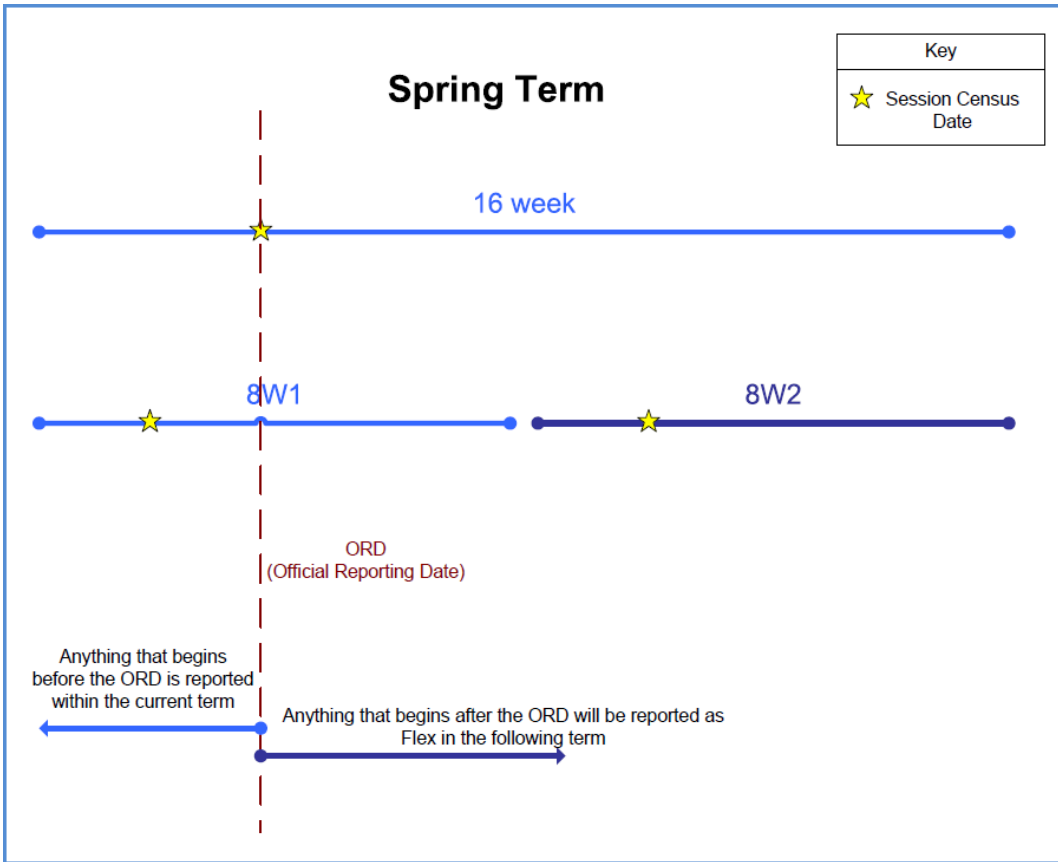 Key
Session Census
Date
Spring Term
16 week
8W1
8W2
ORD
(Official Reporting Date)
Anything that begins
before the ORD is reported
within the current term
Anything that begins after the ORD will be reported as
Flex in the following term